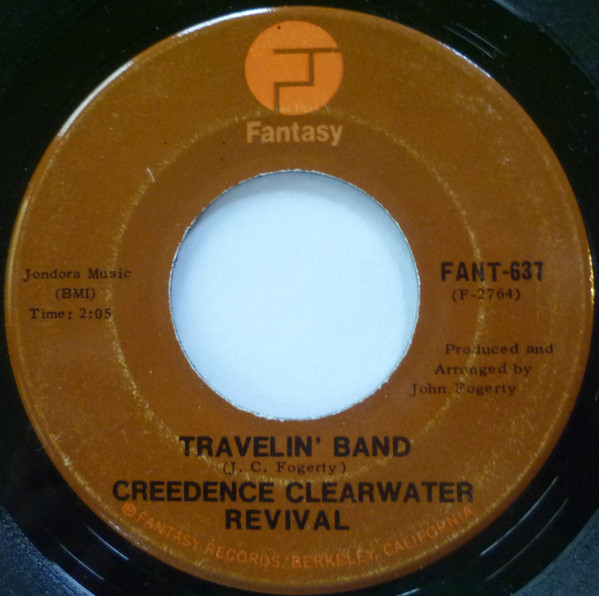 Fantasy
Jondora Music
(BMI)
Time: 2:05
FANT-637
(F-2764)
Produced and
Arranged by
John Fogerty
TRAVELIN' BAND
(J. C. Fogerty)
CREEDENCE CLEARWATER
REVIVAL
℗FANTASY RECORDS, BERKELEY, CALIFORNIA